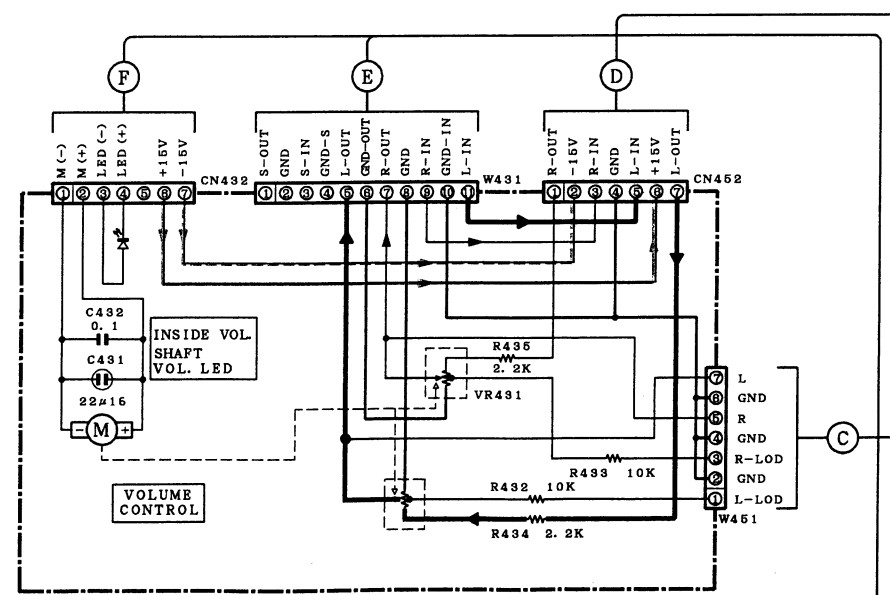 F
E
D
M(-)
M(+)
LED(-)
LED(+)
+15V
-15V
S-OUT
GND
S-IN
GND-S
L-OUT
GND-OUT
R-OUT
GND
R-IN
GND-IN
L-IN
R-OUT
-15V
R-IN
GND
L-IN
+15V
L-OUT
1 2 3 4 5 6 7
CN432
1 2 3 4 5 6 7 8 9 10 11
W431
1 2 3 4 5 6 7
CN452
C432
0.1
INSIDE VOL.
SHAFT
VOL. LED
C431
22μ16
- M +
R435
2.2K
VR431
7 L
6 GND
5 R
4 GND
3 R-LOD
2 GND
1 L-LOD
C
R433 10K
R432 10K
W451
R434 2.2K
VOLUME
CONTROL